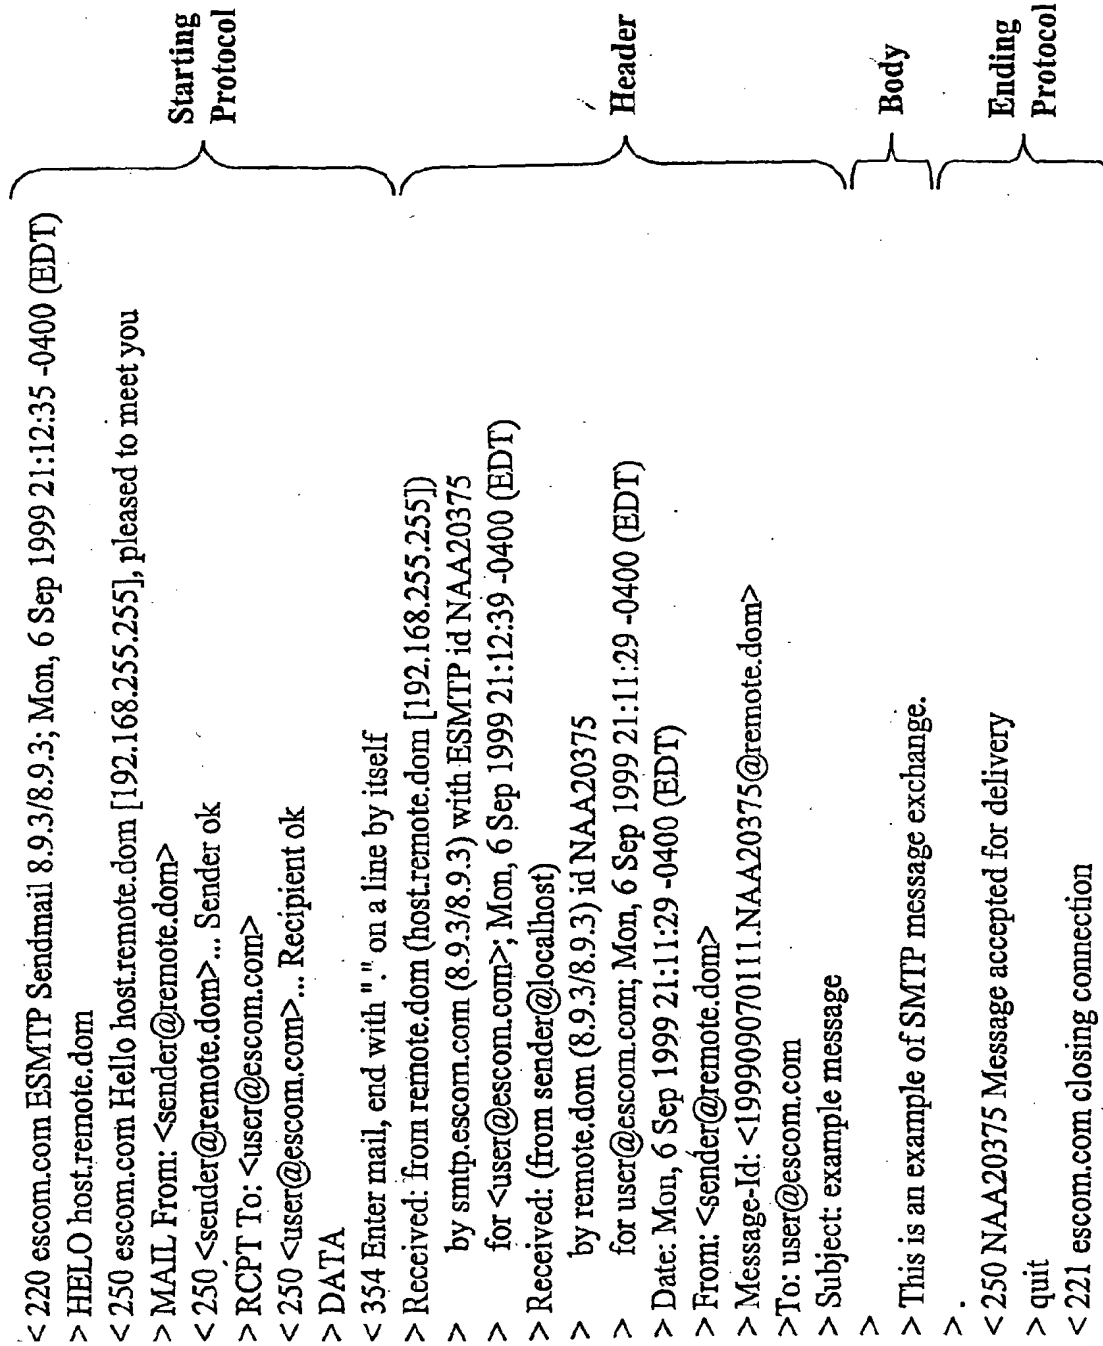 < 220 escom.com ESMTP Sendmail 8.9.3/8.9.3; Mon, 6 Sep 1999 21:12:35 -0400 (EDT)
> HELO host.remote.dom
< 250 escom.com Hello host.remote.dom [192.168.255.255], pleased to meet you
> MAIL From: <sender@remote.dom>
< 250 <sender@remote.dom>... Sender ok
> RCPT To: <user@escom.com>
< 250 <user@escom.com>... Recipient ok
> DATA
< 354 Enter mail, end with "." on a line by itself
> Received: from remote.dom (host.remote.dom [192.168.255.255])
> by smtp.escom.com (8.9.3/8.9.3) with ESMTP id NAA20375
> for <user@escom.com>; Mon, 6 Sep 1999 21:12:39 -0400 (EDT)
> Received: (from sender@localhost)
> by remote.dom (8.9.3/8.9.3) id NAA20375
> for user@escom.com; Mon, 6 Sep 1999 21:11:29 -0400 (EDT)
> Date: Mon, 6 Sep 1999 21:11:29 -0400 (EDT)
> From: <sender@remote.dom>
> Message-Id: <199909070111.NAA20375@remote.dom>
>To: user@escom.com
> Subject: example message
>
> This is an example of SMTP message exchange.
> .
< 250 NAA20375 Message accepted for delivery
> quit
< 221 escom.com closing connection
Starting
Protocol
Header
Body
Ending
Protocol